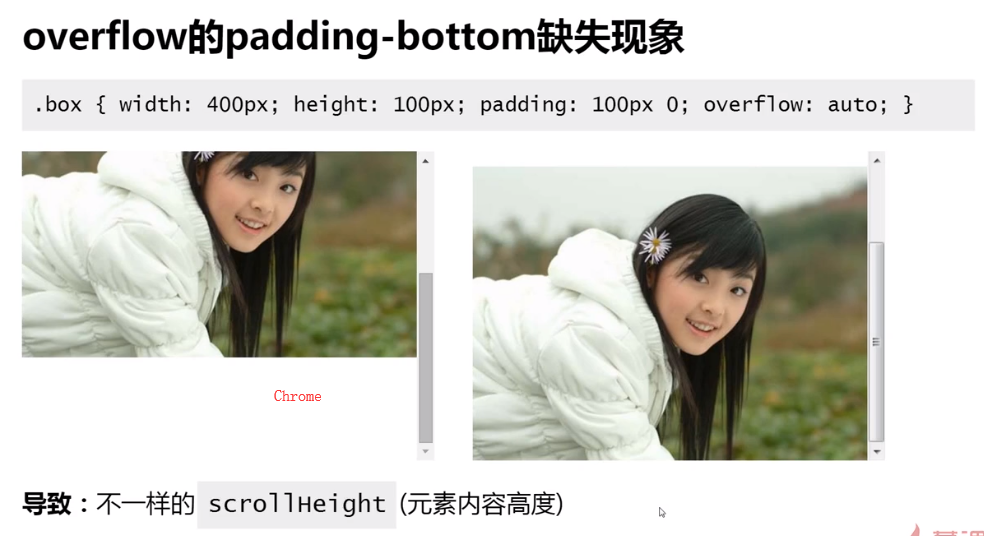 overflow的padding-bottom缺失现象
.box { width: 400px; height: 100px; padding: 100px 0; overflow: auto; }
Chrome
导致：不一样的 scrollHeight (元素内容高度)